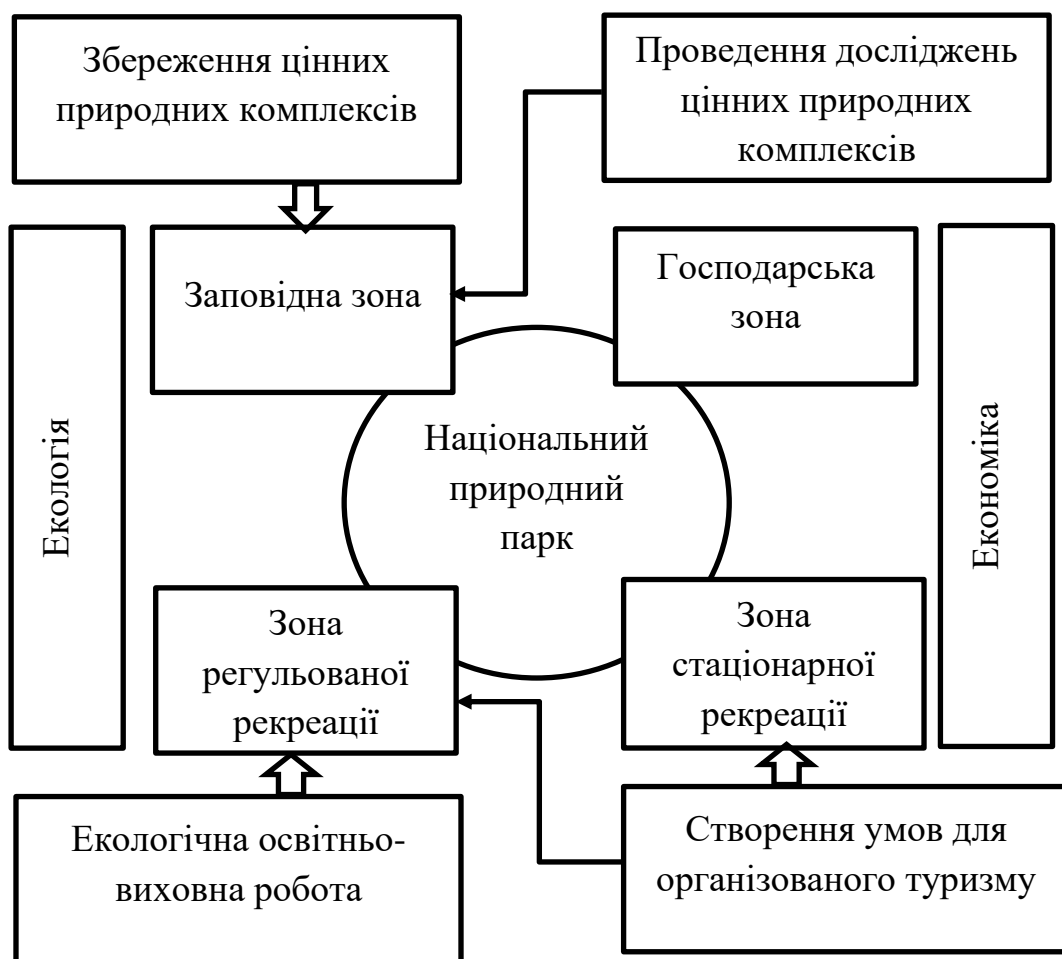 Збереження цінних
природних комплексів
Проведення досліджень
цінних природних
комплексів
Екологія
Заповідна зона
Господарська
зона
Економіка
Національний
природний
парк
Зона
регульованої
рекреації
Зона
стаціонарної
рекреації
Екологічна освітньо-
виховна робота
Створення умов для
організованого туризму